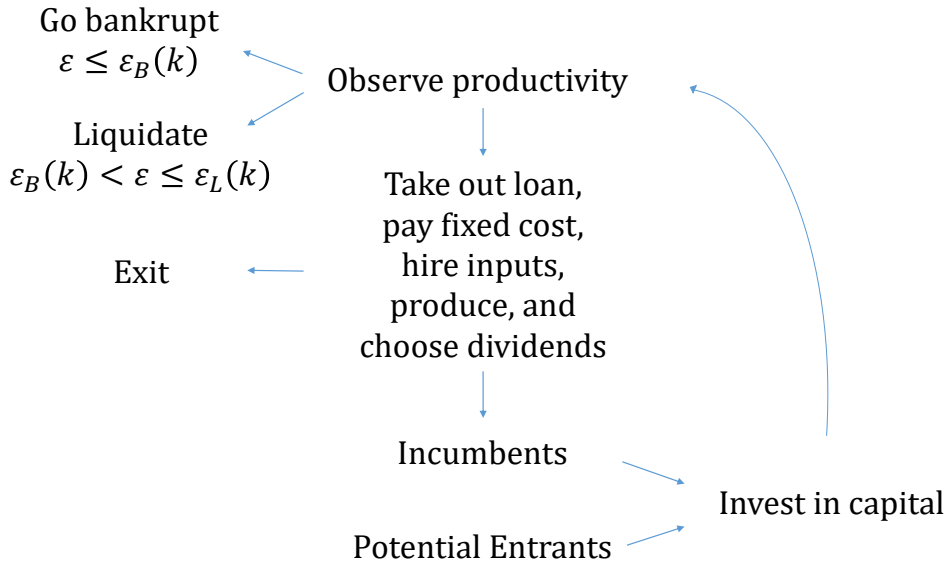 Go bankrupt
𝜀 ≤ 𝜀_B(𝑘)
Observe productivity
Liquidate
𝜀_B(𝑘) < 𝜀 ≤ 𝜀_L(𝑘)
Take out loan,
pay fixed cost,
hire inputs,
produce, and
choose dividends
Exit
Incumbents
Invest in capital
Potential Entrants